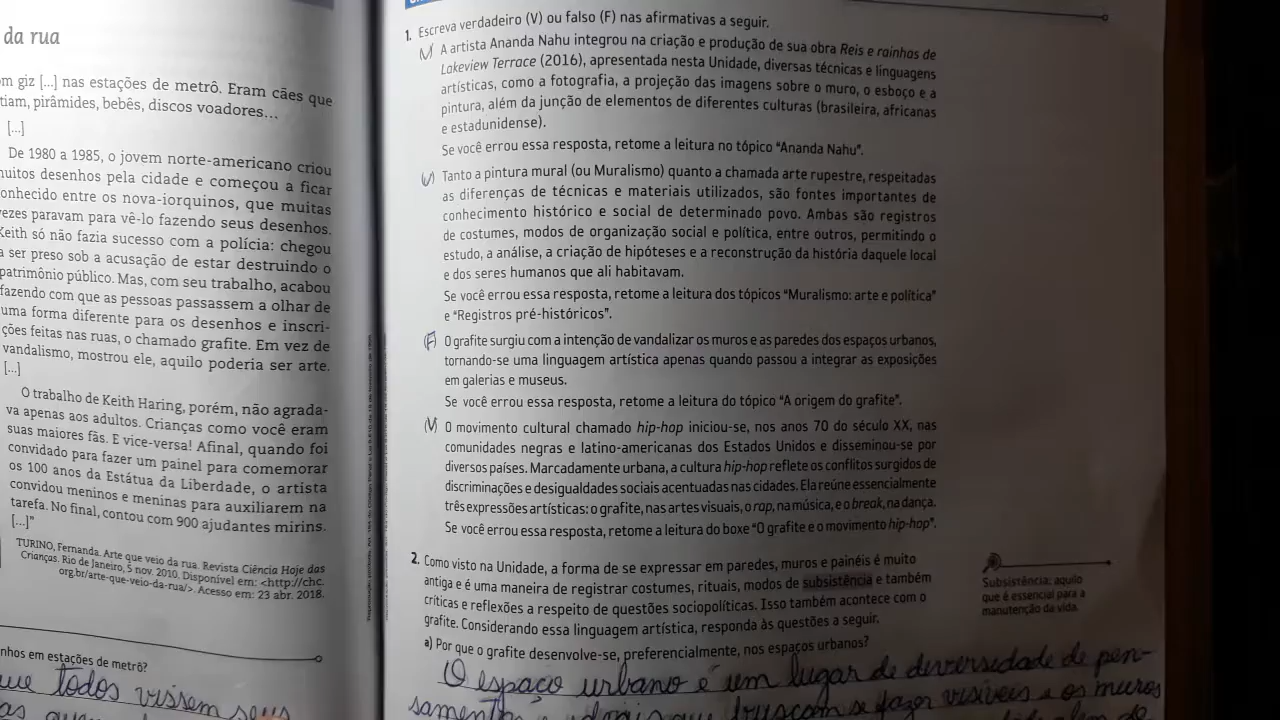 da rua
om giz [...] nas estações de metrô. Eram cães que
tiam, pirâmides, bebês, discos voadores...
[...]
De 1980 a 1985, o jovem norte-americano criou
muitos desenhos pela cidade e começou a ficar
onhecido entre os nova-iorquinos, que muitas
vezes paravam para vê-lo fazendo seus desenhos.
Keith só não fazia sucesso com a polícia: chegou
a ser preso sob a acusação de estar destruindo o
patrimônio público. Mas, com seu trabalho, acabou
fazendo com que as pessoas passassem a olhar de
uma forma diferente para os desenhos e inscri-
ções feitas nas ruas, o chamado grafite. Em vez de
vandalismo, mostrou ele, aquilo poderia ser arte.
[...]
O trabalho de Keith Haring, porém, não agrada-
va apenas aos adultos. Crianças como você eram
suas maiores fãs. E vice-versa! Afinal, quando foi
convidado para fazer um painel para comemorar
os 100 anos da Estátua da Liberdade, o artista
convidou meninos e meninas para auxiliarem na
tarefa. No final, contou com 900 ajudantes mirins.
[...]"
TURINO, Fernanda. Arte que veio da rua. Revista Ciência Hoje das
Crianças. Rio de Janeiro, 5 nov. 2010. Disponível em: <http://chc.
org.br/arte-que-veio-da-rua/>. Acesso em: 23 abr. 2018.
nhos em estações de metrô?
que todos vissem seus
1. Escreva verdadeiro (V) ou falso (F) nas afirmativas a seguir.
(V) A artista Ananda Nahu integrou na criação e produção de sua obra Reis e rainhas de
Lakeview Terrace (2016), apresentada nesta Unidade, diversas técnicas e linguagens
artísticas, como a fotografia, a projeção das imagens sobre o muro, o esboço e a
pintura, além da junção de elementos de diferentes culturas (brasileira, africanas
e estadunidense).
Se você errou essa resposta, retome a leitura no tópico "Ananda Nahu".
(V) Tanto a pintura mural (ou Muralismo) quanto a chamada arte rupestre, respeitadas
as diferenças de técnicas e materiais utilizados, são fontes importantes de
conhecimento histórico e social de determinado povo. Ambas são registros
de costumes, modos de organização social e política, entre outros, permitindo o
estudo, a análise, a criação de hipóteses e a reconstrução da história daquele local
e dos seres humanos que ali habitavam.
Se você errou essa resposta, retome a leitura dos tópicos "Muralismo: arte e política"
e "Registros pré-históricos".
(F) O grafite surgiu com a intenção de vandalizar os muros e as paredes dos espaços urbanos,
tornando-se uma linguagem artística apenas quando passou a integrar as exposições
em galerias e museus.
Se você errou essa resposta, retome a leitura do tópico "A origem do grafite".
(V) O movimento cultural chamado hip-hop iniciou-se, nos anos 70 do século XX, nas
comunidades negras e latino-americanas dos Estados Unidos e disseminou-se por
diversos países. Marcadamente urbana, a cultura hip-hop reflete os conflitos surgidos de
discriminações e desigualdades sociais acentuadas nas cidades. Ela reúne essencialmente
três expressões artísticas: o grafite, nas artes visuais, o rap, na música, e o break, na dança.
Se você errou essa resposta, retome a leitura do boxe "O grafite e o movimento hip-hop".
2. Como visto na Unidade, a forma de se expressar em paredes, muros e painéis é muito
antiga e é uma maneira de registrar costumes, rituais, modos de subsistência e também
críticas e reflexões a respeito de questões sociopolíticas. Isso também acontece com o
grafite. Considerando essa linguagem artística, responda às questões a seguir.
Subsistência: aquilo
que é essencial para a
manutenção da vida.
a) Por que o grafite desenvolve-se, preferencialmente, nos espaços urbanos?
O espaço urbano é um lugar de diversidade de pen-
buscam se fazer visíveis e os muros